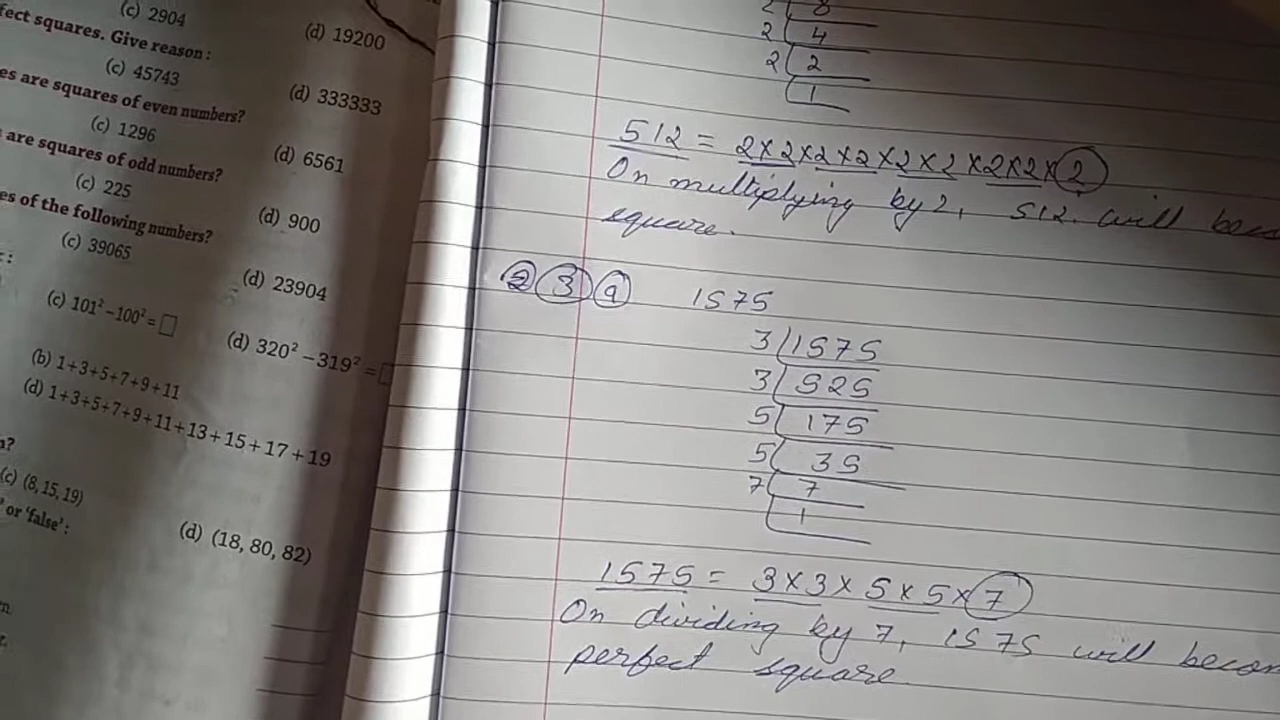 (c) 2904
(d) 19200
fect squares. Give reason :
(c) 45743
(d) 333333
es are squares of even numbers?
(c) 1296
(d) 6561
are squares of odd numbers?
(c) 225
(d) 900
es of the following numbers?
(c) 39065
(d) 23904
:
(c) 101² – 100² = □
(d) 320² – 319² = □
(b) 1+3+5+7+9+11
(d) 1+3+5+7+9+11+13+15+17+19
n?
(c) (8, 15, 19)
(d) (18, 80, 82)
' or 'false' :
2 8
2 4
2 2
1
512 = 2×2×2×2×2×2×2×2×2
On multiplying by 2, 512 will beco
square.
2 3 a 1575
3 1575
3 525
5 175
5 35
7 7
1
1575 = 3×3×5×5×7
On dividing by 7, 1575 will becom
perfect square.